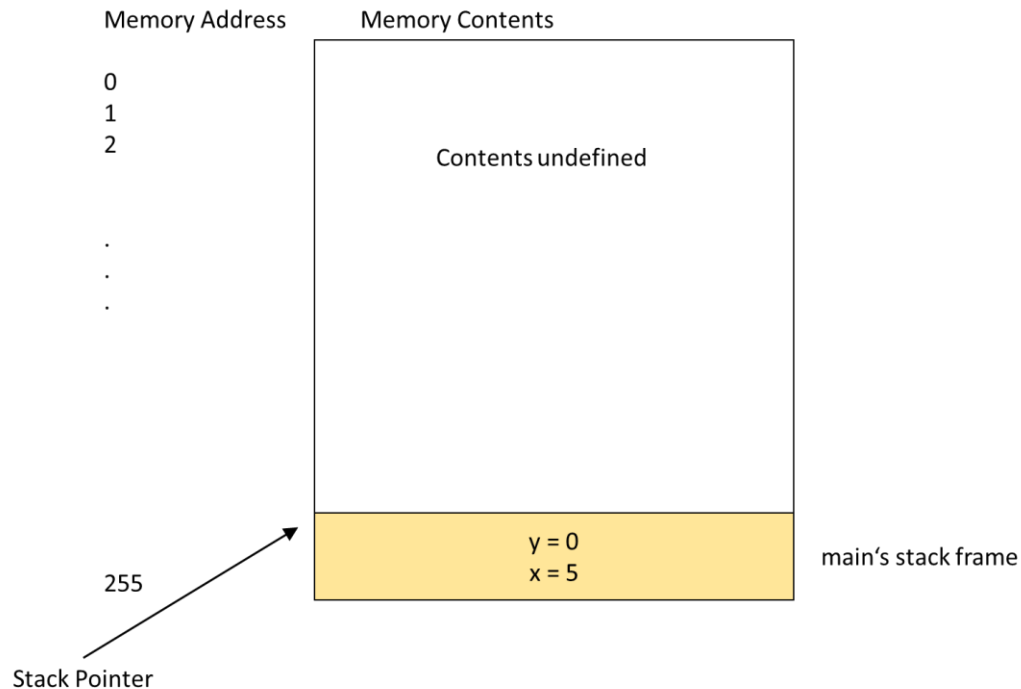 Memory Address
Memory Contents
0
1
2
Contents undefined
.
.
.
y = 0
x = 5
main‘s stack frame
255
Stack Pointer